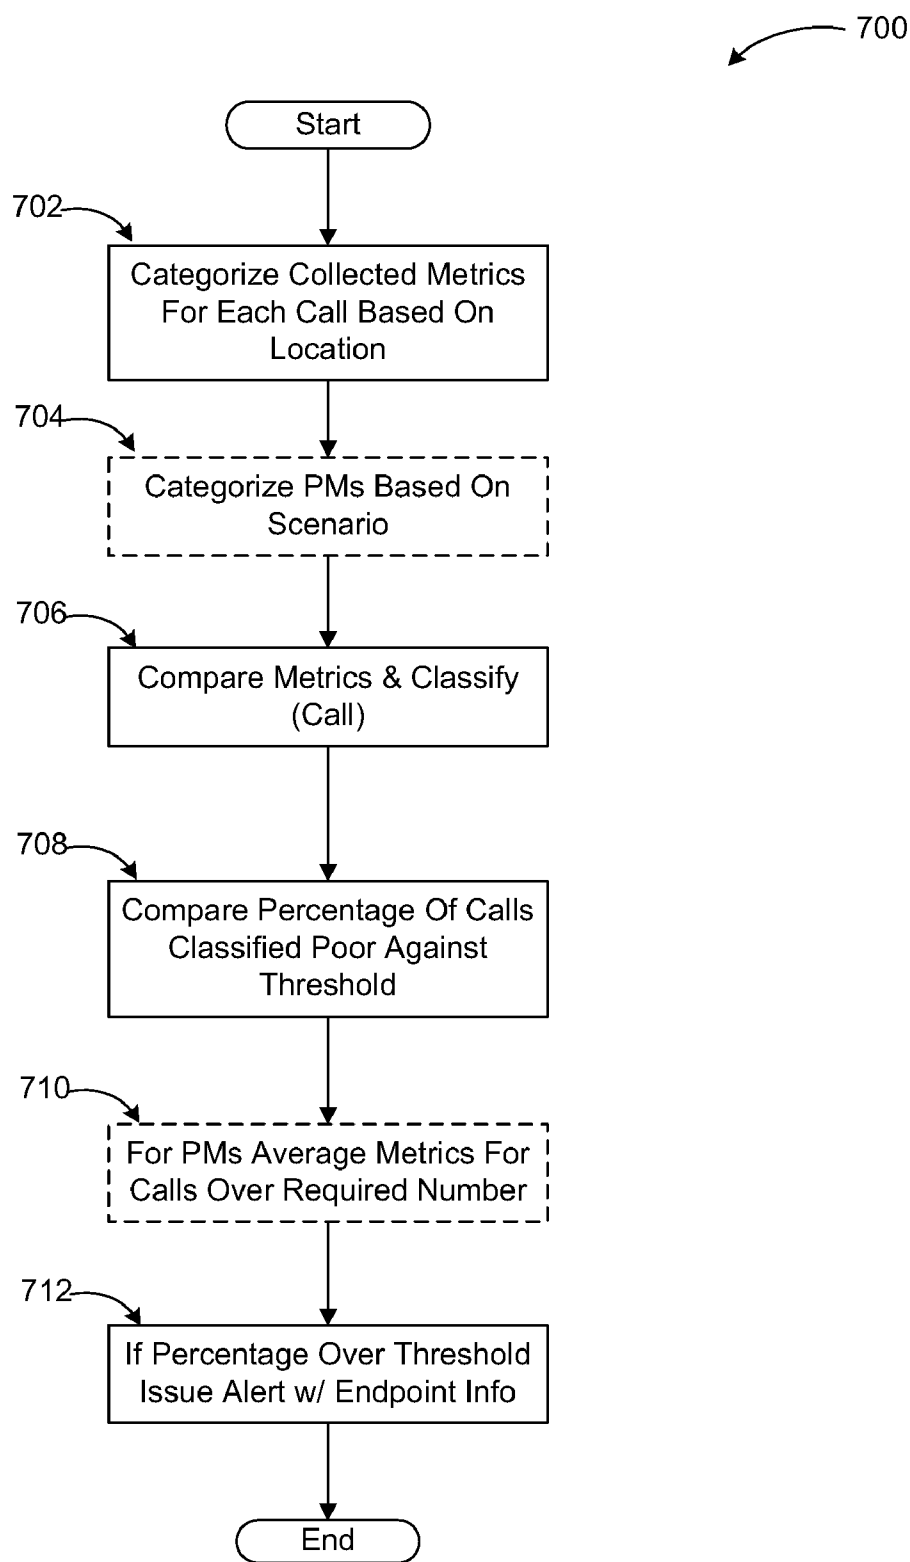 700
Start
702
Categorize Collected Metrics
For Each Call Based On
Location
704
Categorize PMs Based On
Scenario
706
Compare Metrics & Classify
(Call)
708
Compare Percentage Of Calls
Classified Poor Against
Threshold
710
For PMs Average Metrics For
Calls Over Required Number
712
If Percentage Over Threshold
Issue Alert w/ Endpoint Info
End